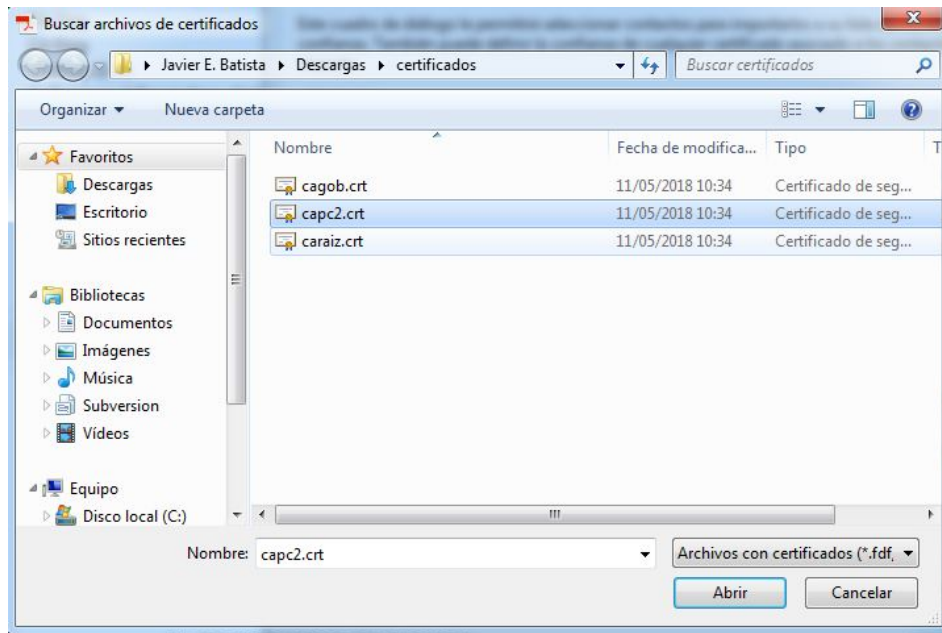 Buscar archivos de certificados
Javier E. Batista Descargas certificados Buscar certificados
Organizar Nueva carpeta
Favoritos
Descargas
Escritorio
Sitios recientes
Bibliotecas
Documentos
Imágenes
Música
Subversion
Vídeos
Equipo
Disco local (C:)
Nombre Fecha de modifica... Tipo T
cagob.crt 11/05/2018 10:34 Certificado de seg...
capc2.crt 11/05/2018 10:34 Certificado de seg...
caraiz.crt 11/05/2018 10:34 Certificado de seg...
Nombre: capc2.crt Archivos con certificados (*.fdf,
Abrir Cancelar